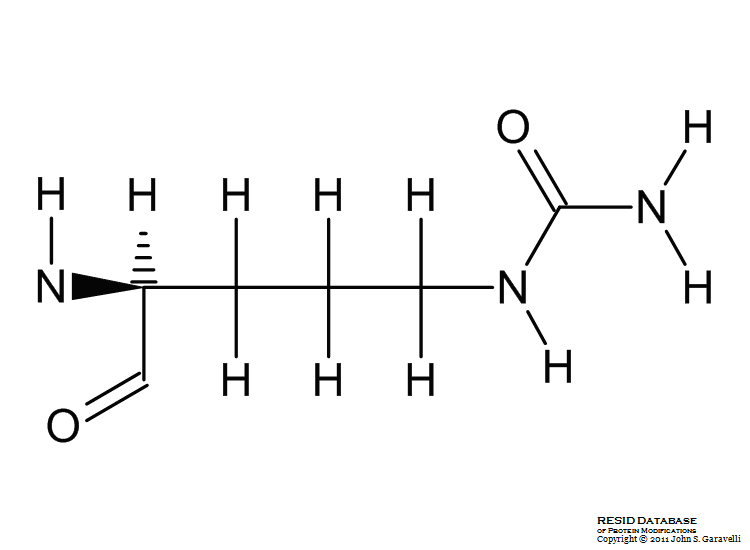 O H
H H H H H N
N N H
H H H H
O
RESID DATABASE
OF PROTEIN MODIFICATIONS
Copyright © 2011 John S. Garavelli